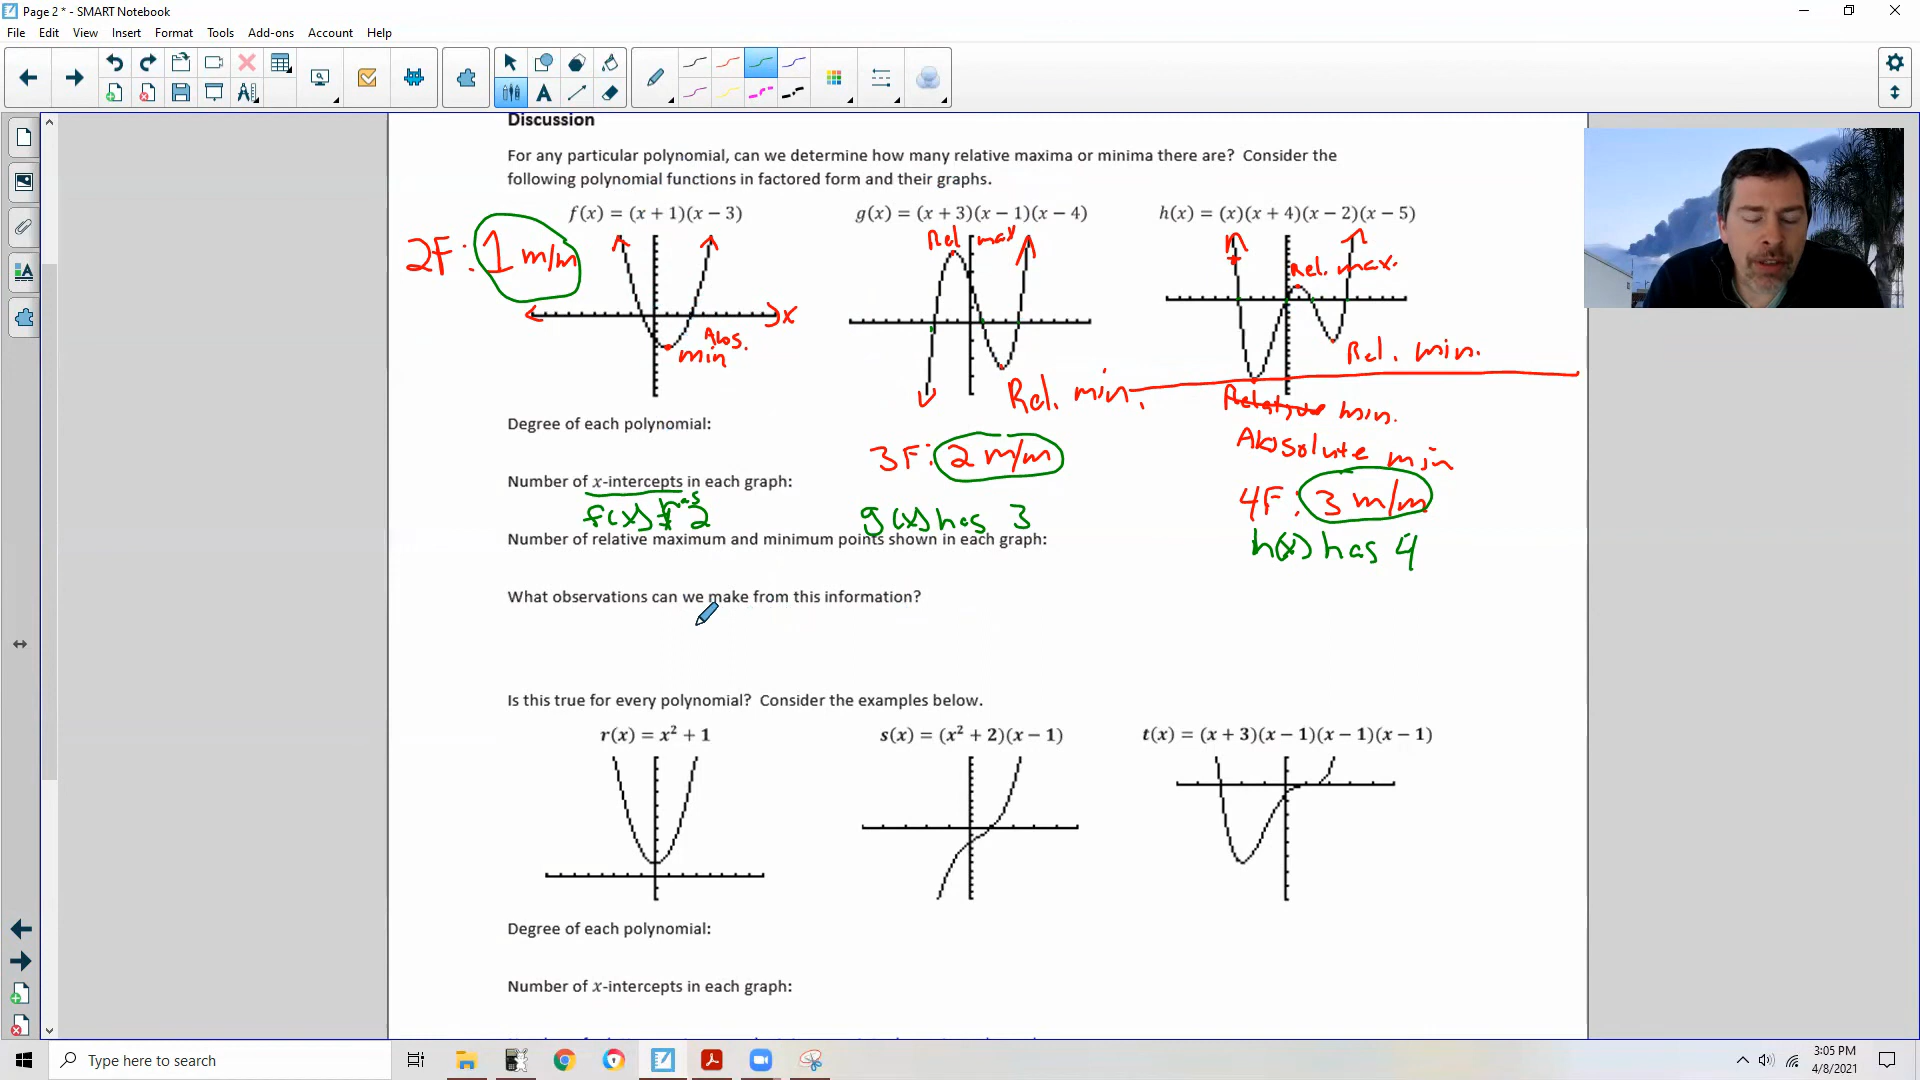 Page 2 * - SMART Notebook
File Edit View Insert Format Tools Add-ons Account Help
Discussion
For any particular polynomial, can we determine how many relative maxima or minima there are? Consider the
following polynomial functions in factored form and their graphs.
f(x) = (x + 1)(x − 3)
g(x) = (x + 3)(x − 1)(x − 4)
h(x) = (x)(x + 4)(x − 2)(x − 5)
2F: 1 m/m
x
Abs.
min
Rel max
Rel. min.
Rel. max.
Rel. min.
Relative min.
Absolute min
Degree of each polynomial:
3F: 2 m/m
4F: 3 m/m
Number of x-intercepts in each graph:
f(x) has 2
g(x) has 3
h(x) has 4
Number of relative maximum and minimum points shown in each graph:
What observations can we make from this information?
Is this true for every polynomial? Consider the examples below.
r(x) = x² + 1
s(x) = (x² + 2)(x − 1)
t(x) = (x + 3)(x − 1)(x − 1)(x − 1)
Degree of each polynomial:
Number of x-intercepts in each graph:
Type here to search
3:05 PM
4/8/2021